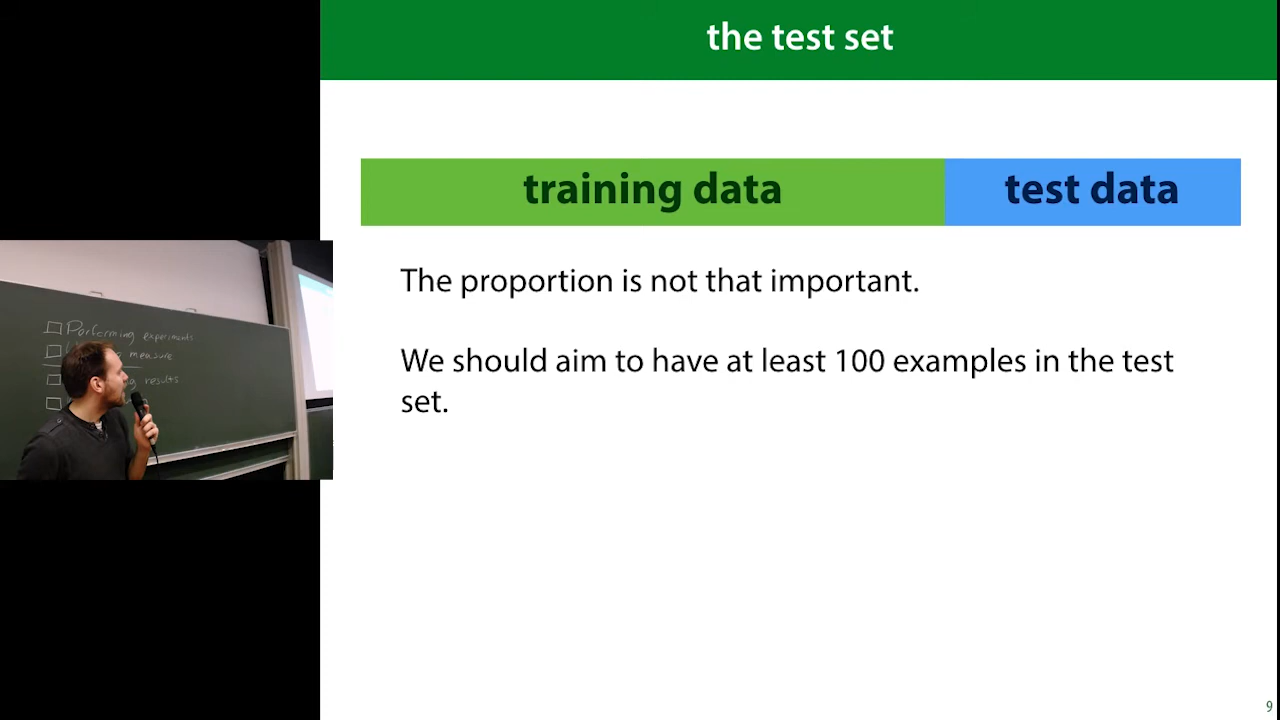 the test set
training data
test data
The proportion is not that important.
We should aim to have at least 100 examples in the test
set.
Performing experiments
measure
results
9